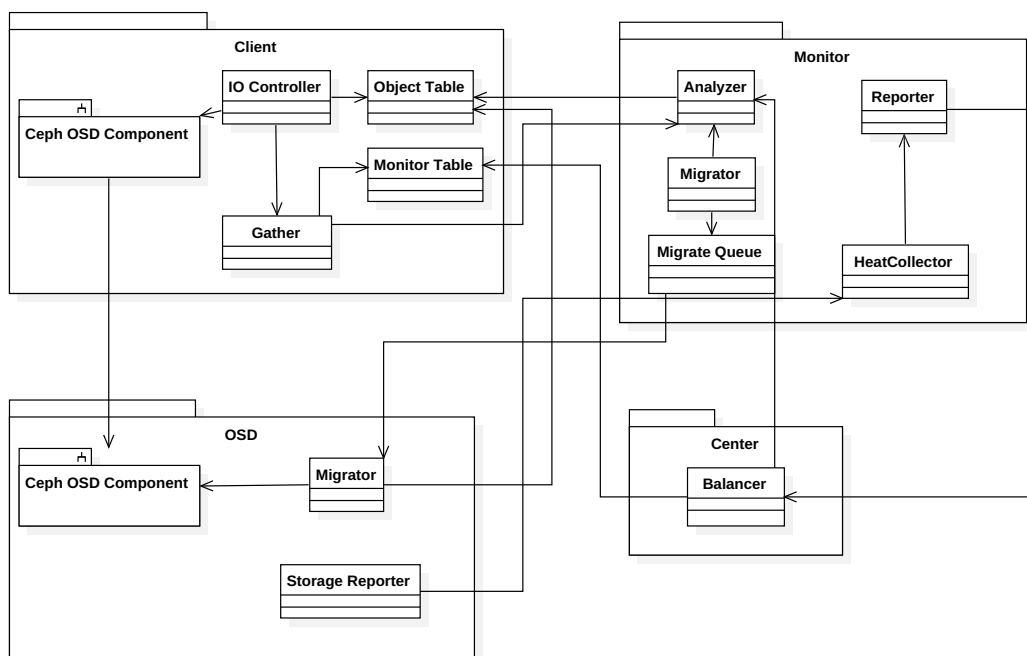 Client
IO Controller
Object Table
Ceph OSD Component
Monitor Table
Gather
Monitor
Analyzer
Reporter
Migrator
Migrate Queue
HeatCollector
OSD
Ceph OSD Component
Migrator
Storage Reporter
Center
Balancer